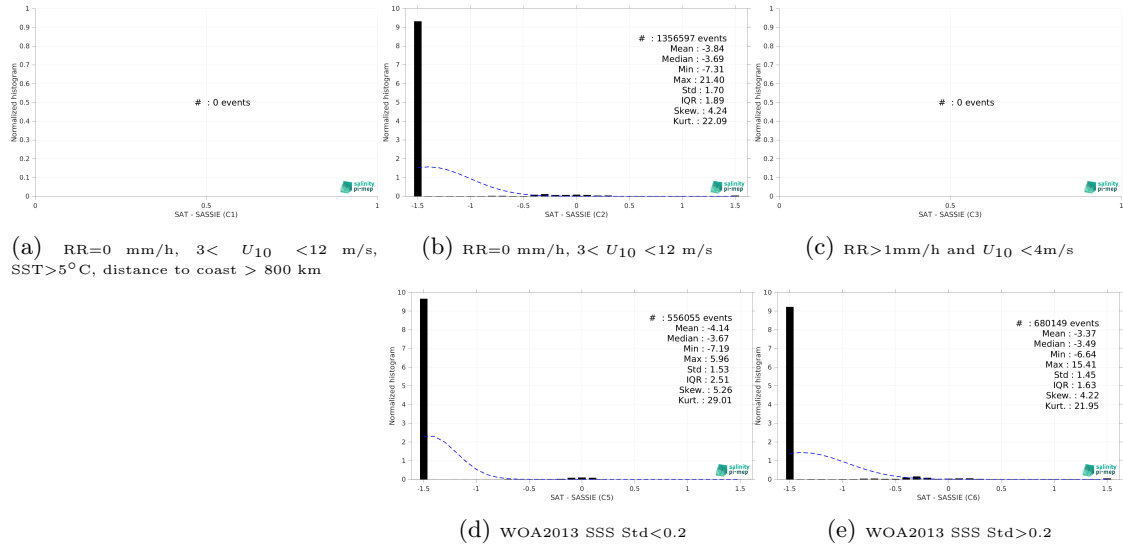 1
0.9
0.8
0.7
0.6
0.5
0.4
0.3
0.2
0.1
0
Normalized histogram
# : 0 events
salinity
pi-mep
0 0.5 1
SAT - SASSIE (C1)
(a) RR=0 mm/h, 3< U10 <12 m/s,
SST>5°C, distance to coast > 800 km
10
9
8
7
6
5
4
3
2
1
0
Normalized histogram
# : 1356597 events
Mean : -3.84
Median : -3.69
Min : -7.31
Max : 21.40
Std : 1.70
IQR : 1.89
Skew. : 4.24
Kurt. : 22.09
salinity
pi-mep
-1.5 -1 -0.5 0 0.5 1 1.5
SAT - SASSIE (C2)
(b) RR=0 mm/h, 3< U10 <12 m/s
1
0.9
0.8
0.7
0.6
0.5
0.4
0.3
0.2
0.1
0
Normalized histogram
# : 0 events
salinity
pi-mep
0 0.5 1
SAT - SASSIE (C3)
(c) RR>1mm/h and U10 <4m/s
10
9
8
7
6
5
4
3
2
1
0
Normalized histogram
# : 556055 events
Mean : -4.14
Median : -3.67
Min : -7.19
Max : 5.96
Std : 1.53
IQR : 2.51
Skew. : 5.26
Kurt. : 29.01
salinity
pi-mep
-1.5 -1 -0.5 0 0.5 1 1.5
SAT - SASSIE (C5)
(d) WOA2013 SSS Std<0.2
10
9
8
7
6
5
4
3
2
1
0
Normalized histogram
# : 680149 events
Mean : -3.37
Median : -3.49
Min : -6.64
Max : 15.41
Std : 1.45
IQR : 1.63
Skew. : 4.22
Kurt. : 21.95
salinity
pi-mep
-1.5 -1 -0.5 0 0.5 1 1.5
SAT - SASSIE (C6)
(e) WOA2013 SSS Std>0.2